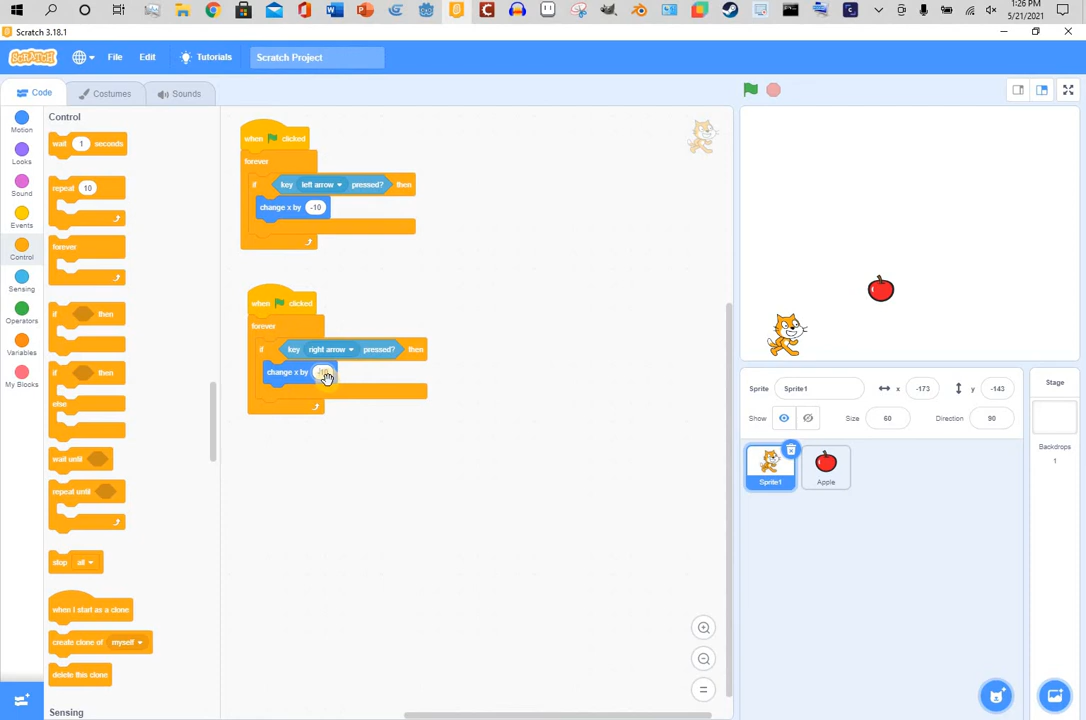 1:26 PM
5/21/2021
Scratch 3.18.1
SCRATCH
File
Edit
Tutorials
Scratch Project
Code
Costumes
Sounds
Motion
Looks
Sound
Events
Control
Sensing
Operators
Variables
My Blocks
Control
wait 1 seconds
repeat 10
forever
if then
if then
else
wait until
repeat until
stop all
when I start as a clone
create clone of myself
delete this clone
Sensing
when clicked
forever
if key left arrow pressed? then
change x by -10
when clicked
forever
if key right arrow pressed? then
change x by
Sprite
Sprite1
x
-173
y
-143
Show
Size
60
Direction
90
Sprite1
Apple
Stage
Backdrops
1